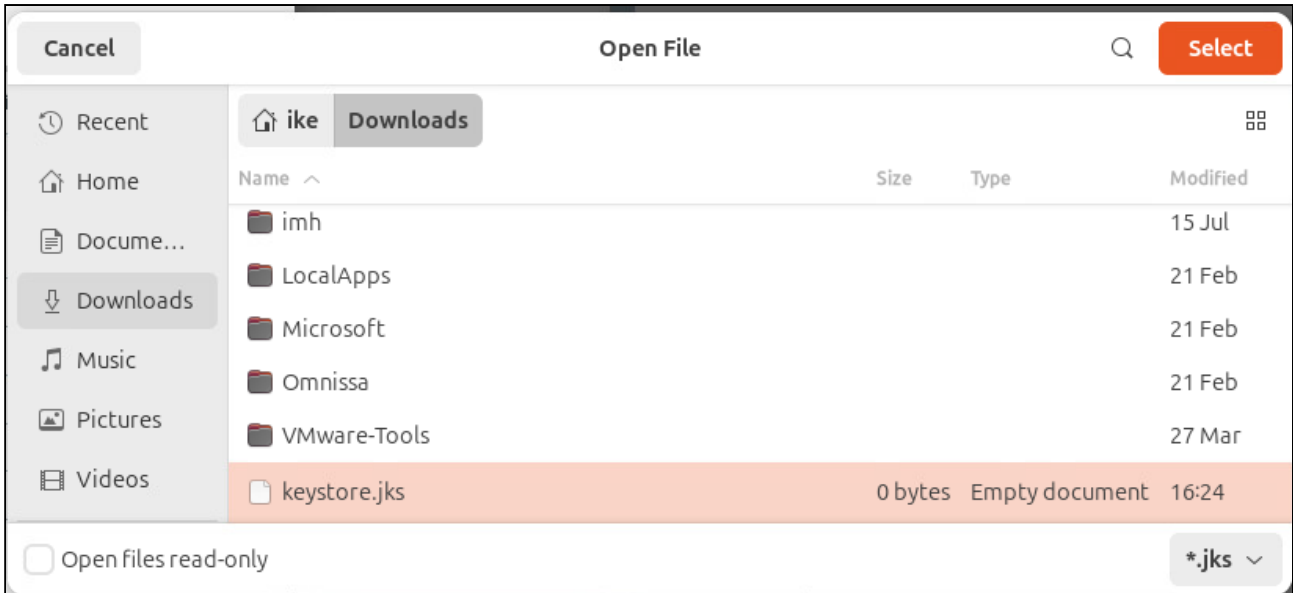 Cancel
Open File
Select
Recent
Home
Docume...
Downloads
Music
Pictures
Videos
ike
Downloads
Name
Size
Type
Modified
imh
15 Jul
LocalApps
21 Feb
Microsoft
21 Feb
Omnissa
21 Feb
VMware-Tools
27 Mar
keystore.jks
0 bytes
Empty document
16:24
Open files read-only
*.jks